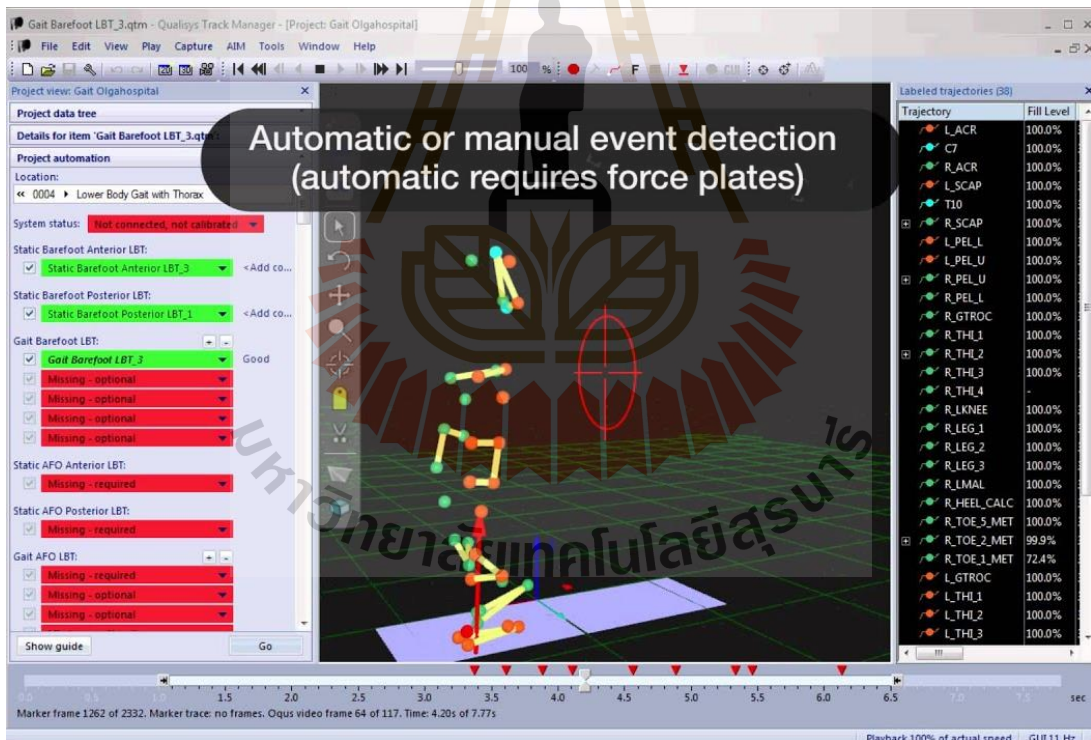 Gait Barefoot LBT_3.qtm - Qualisys Track Manager - [Project: Gait Olgahospital]
File Edit View Play Capture AIM Tools Window Help
100 % F
Project view: Gait Olgahospital
Project data tree
Details for item 'Gait Barefoot LBT_3.qtm'
Project automation
Location:
« 0004 ▸ Lower Body Gait with Thorax
System status: Not connected, not calibrated
Static Barefoot Anterior LBT:
Static Barefoot Anterior LBT_3 <Add co...
Static Barefoot Posterior LBT:
Static Barefoot Posterior LBT_1 <Add co...
Gait Barefoot LBT: + -
Gait Barefoot LBT_3 Good
Missing - optional
Missing - optional
Missing - optional
Missing - optional
Static AFO Anterior LBT:
Missing - required
Static AFO Posterior LBT:
Missing - required
Gait AFO LBT: + -
Missing - required
Missing - optional
Missing - optional
Show guide Go
Automatic or manual event detection
(automatic requires force plates)
มหาวิทยาลัยเทคโนโลยีสุรนารี
Labeled trajectories (38)
Trajectory Fill Level
L_ACR 100.0%
C7 100.0%
R_ACR 100.0%
L_SCAP 100.0%
T10 100.0%
R_SCAP 100.0%
L_PEL_L 100.0%
L_PEL_U 100.0%
R_PEL_U 100.0%
R_PEL_L 100.0%
R_GTROC 100.0%
R_THI_1 100.0%
R_THI_2 100.0%
R_THI_3 100.0%
R_THI_4 -
R_LKNEE 100.0%
R_LEG_1 100.0%
R_LEG_2 100.0%
R_LEG_3 100.0%
R_LMAL 100.0%
R_HEEL_CALC 100.0%
R_TOE_5_MET 100.0%
R_TOE_2_MET 99.9%
R_TOE_1_MET 72.4%
L_GTROC 100.0%
L_THI_1 100.0%
L_THI_2 100.0%
L_THI_3 100.0%
0.0 0.5 1.0 1.5 2.0 2.5 3.0 3.5 4.0 4.5 5.0 5.5 6.0 6.5 7.0 7.5 sec
Marker frame 1262 of 2332. Marker trace: no frames. Oqus video frame 64 of 117. Time: 4.20s of 7.77s
Playback 100% of actual speed GUI 11 Hz